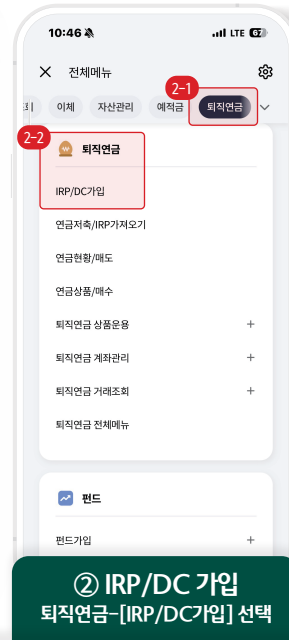 10:46 LTE 67
전체메뉴
2-1
회 이체 자산관리 예적금 퇴직연금
2-2
퇴직연금
IRP/DC가입
연금저축/IRP가져오기
연금현황/매도
연금상품/매수
퇴직연금 상품운용 +
퇴직연금 계좌관리 +
퇴직연금 거래조회 +
퇴직연금 전체메뉴
펀드
펀드가입 +
② IRP/DC 가입
퇴직연금-[IRP/DC가입] 선택